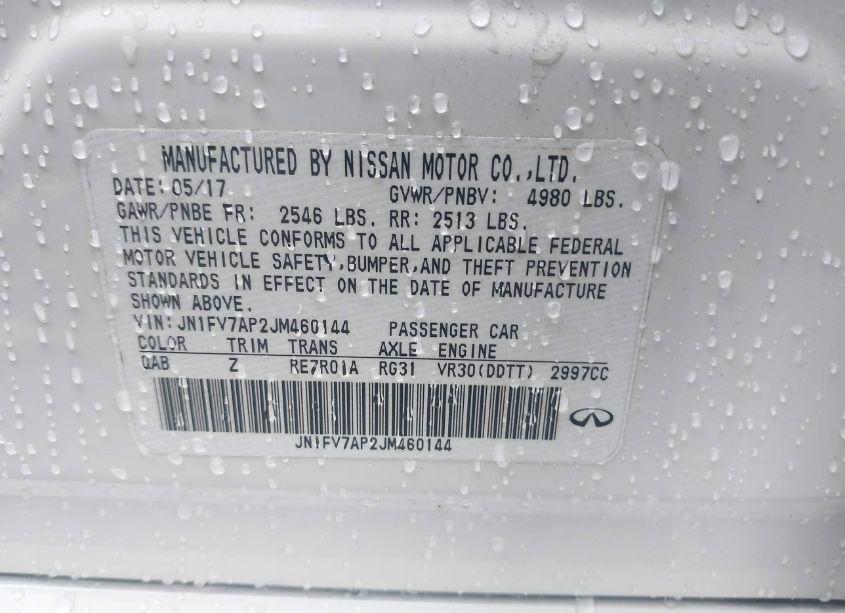 MANUFACTURED BY NISSAN MOTOR CO.,LTD.
DATE: 05/17 GVWR/PNBV: 4980 LBS.
GAWR/PNBE FR: 2546 LBS. RR: 2513 LBS.
THIS VEHICLE CONFORMS TO ALL APPLICABLE FEDERAL
MOTOR VEHICLE SAFETY,BUMPER,AND THEFT PREVENTION
STANDARDS IN EFFECT ON THE DATE OF MANUFACTURE
SHOWN ABOVE.
VIN: JN1FV7AP2JM460144 PASSENGER CAR
COLOR TRIM TRANS AXLE ENGINE
QAB Z RE7R01A RG31 VR30(DDTT) 2997CC
JN1FV7AP2JM460144